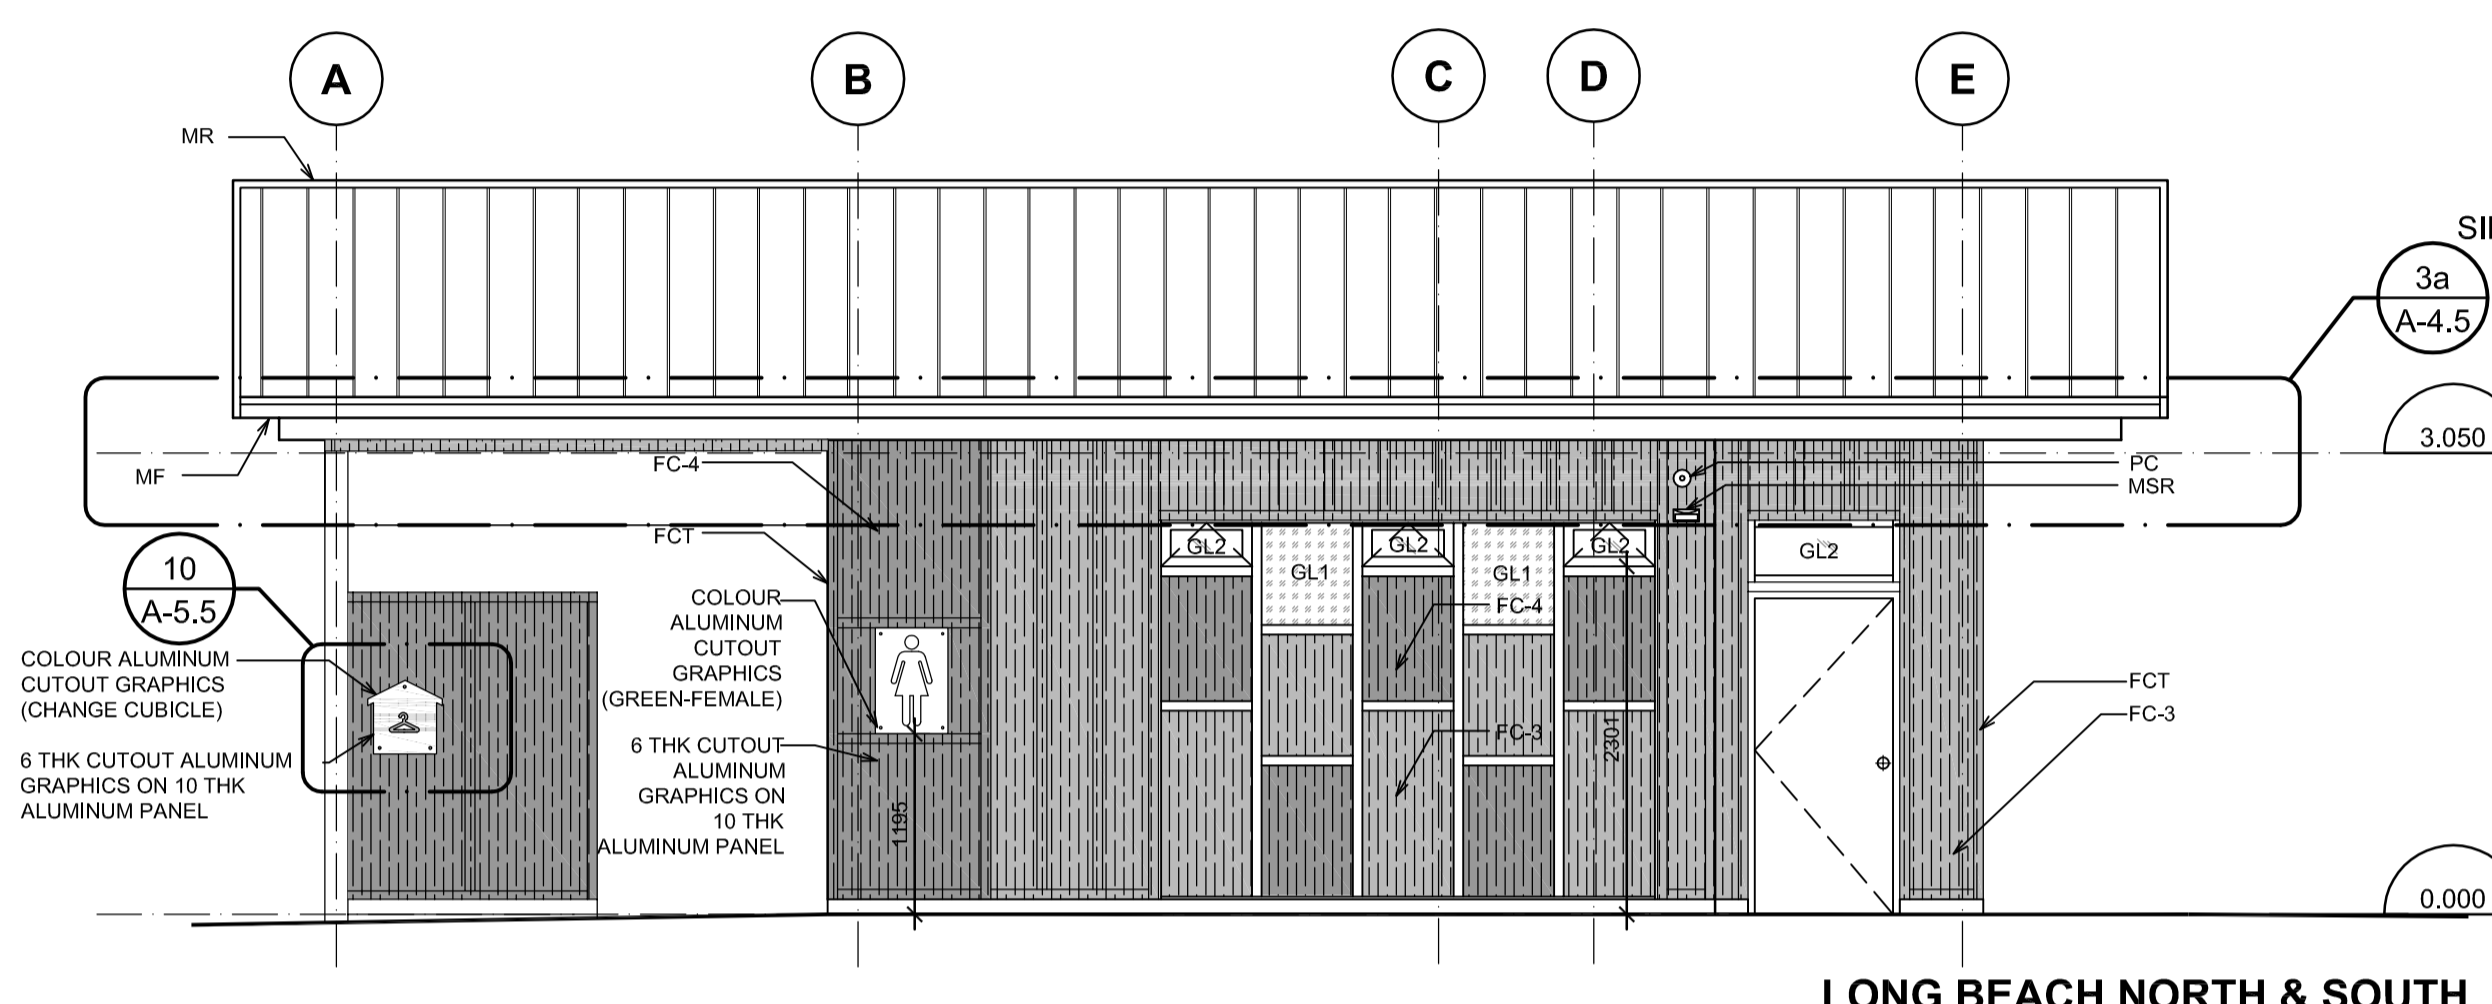 A
B
C
D
E
MR
SI
3a
A-4.5
3.050
MF
FC-4
PC
MSR
FCT
10
A-5.5
GL2
GL1
GL2
GL1
GL2
GL2
COLOUR ALUMINUM
CUTOUT GRAPHICS
(CHANGE CUBICLE)
6 THK CUTOUT ALUMINUM
GRAPHICS ON 10 THK
ALUMINUM PANEL
COLOUR
ALUMINUM
CUTOUT
GRAPHICS
(GREEN-FEMALE)
6 THK CUTOUT
ALUMINUM
GRAPHICS ON
10 THK
ALUMINUM PANEL
1195
FC-4
FC-3
2301
FCT
FC-3
0.000
LONG BEACH NORTH & SOUTH